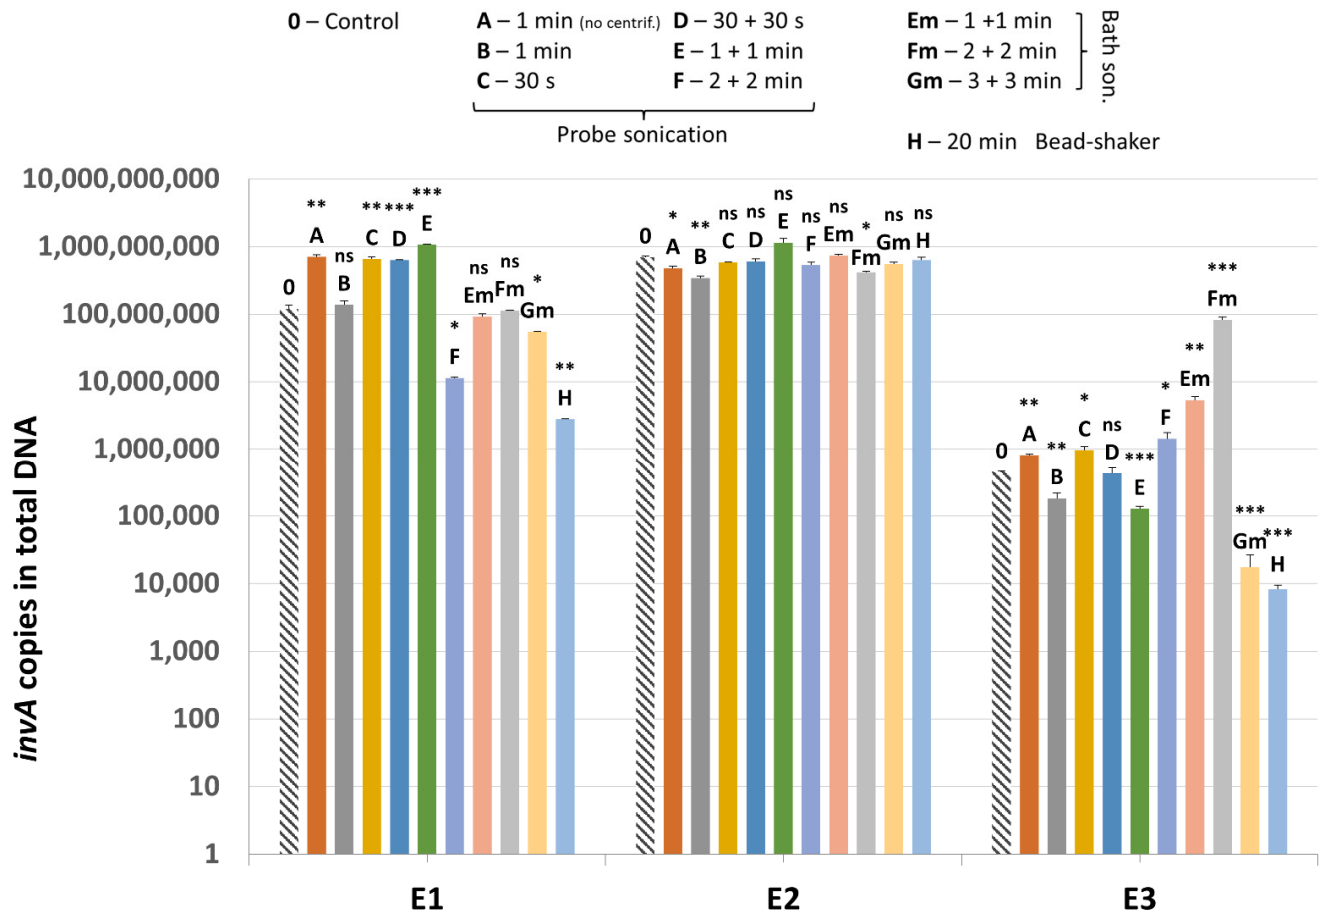 0 – Control
A – 1 min (no centrif.)
B – 1 min
C – 30 s
D – 30 + 30 s
E – 1 + 1 min
F – 2 + 2 min
Probe sonication
Em – 1 +1 min
Fm – 2 + 2 min
Gm – 3 + 3 min
Bath son.
H – 20 min Bead-shaker
invA copies in total DNA
10,000,000,000
1,000,000,000
100,000,000
10,000,000
1,000,000
100,000
10,000
1,000
100
10
1
0
** A
ns B
** C
*** D
*** E
* F
ns Em
ns Fm
* Gm
** H
E1
0
* A
** B
ns C
ns D
ns E
ns F
ns Em
* Fm
ns Gm
ns H
E2
0
** A
** B
* C
ns D
*** E
* F
** Em
*** Fm
*** Gm
*** H
E3